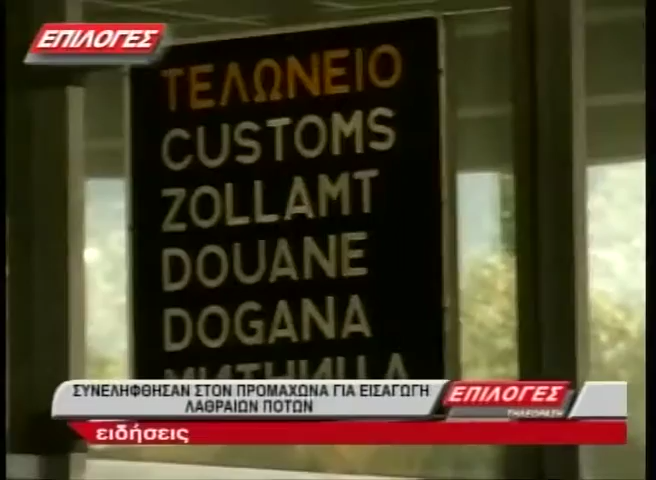 ΕΠΙΛΟΓΕΣ
ΤΕΛΩΝΕΙΟ
CUSTOMS
ZOLLAMT
DOUANE
DOGANA
ΣΥΝΕΛΗΦΘΗΣΑΝ ΣΤΟΝ ΠΡΟΜΑΧΩΝΑ ΓΙΑ ΕΙΣΑΓΩΓΗ
ΛΑΘΡΑΙΩΝ ΠΟΤΩΝ
ΕΠΙΛΟΓΕΣ
ΤΗΛΕΟΡΑΣΗ
ειδήσεις